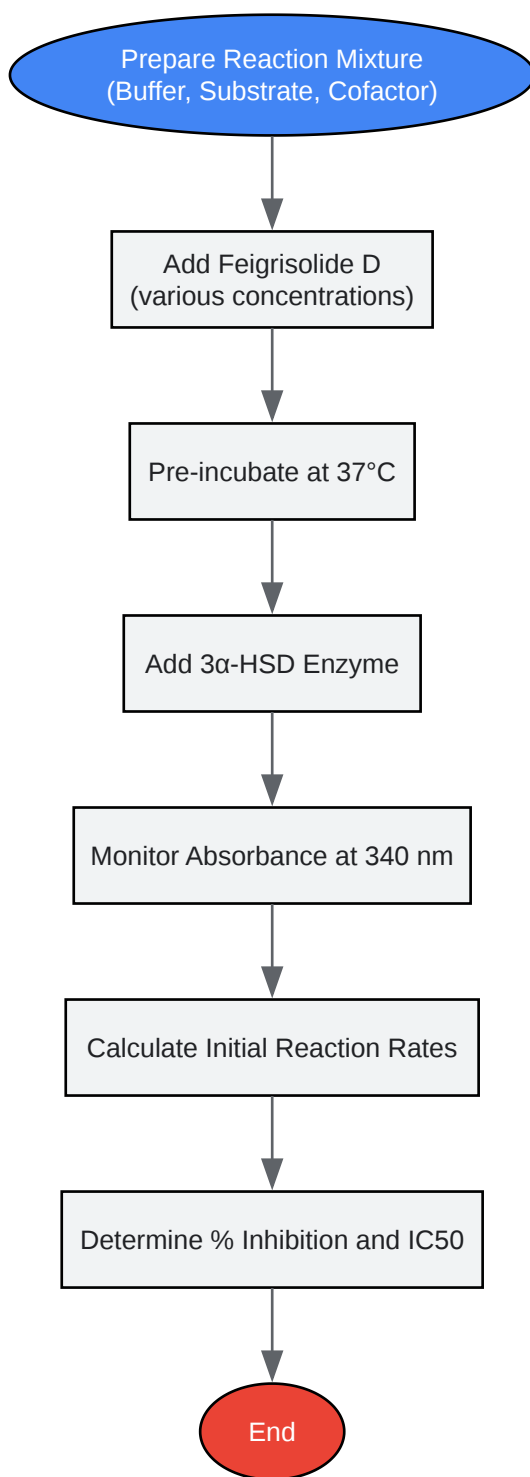 Prepare Reaction Mixture
(Buffer, Substrate, Cofactor)
Add Feigrisolide D
(various concentrations)
Pre-incubate at 37°C
Add 3α-HSD Enzyme
Monitor Absorbance at 340 nm
Calculate Initial Reaction Rates
Determine % Inhibition and IC50
End